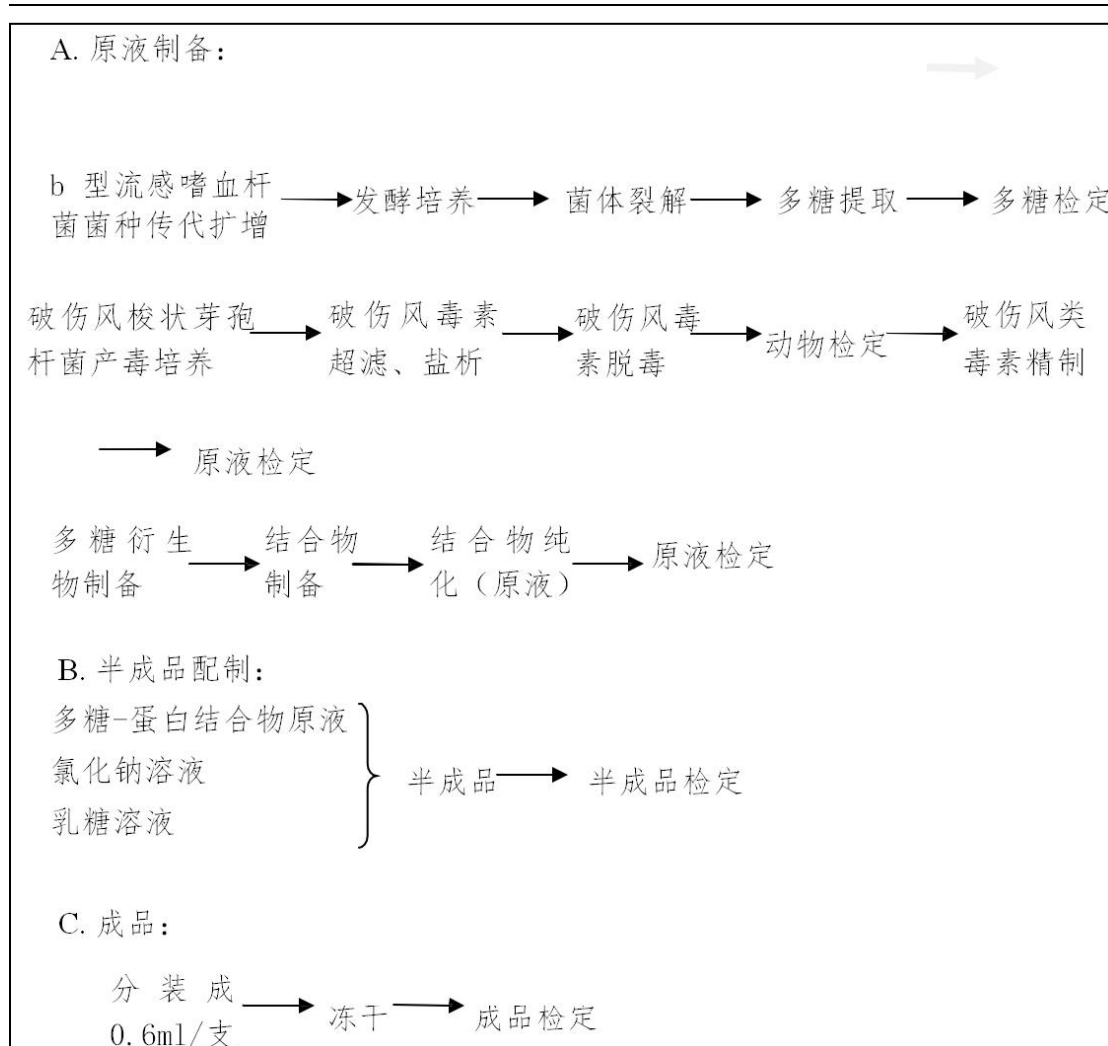 A. 原液制备：
b 型流感嗜血杆菌菌种传代扩增 发酵培养 菌体裂解 多糖提取 多糖检定
破伤风梭状芽孢杆菌产毒培养 破伤风毒素超滤、盐析 破伤风毒素脱毒 动物检定 破伤风类毒素精制
原液检定
多糖衍生物制备 结合物制备 结合物纯化（原液） 原液检定
B. 半成品配制：
多糖-蛋白结合物原液
氯化钠溶液
半成品 半成品检定
乳糖溶液
C. 成品：
分装成 0.6ml/支 冻干 成品检定